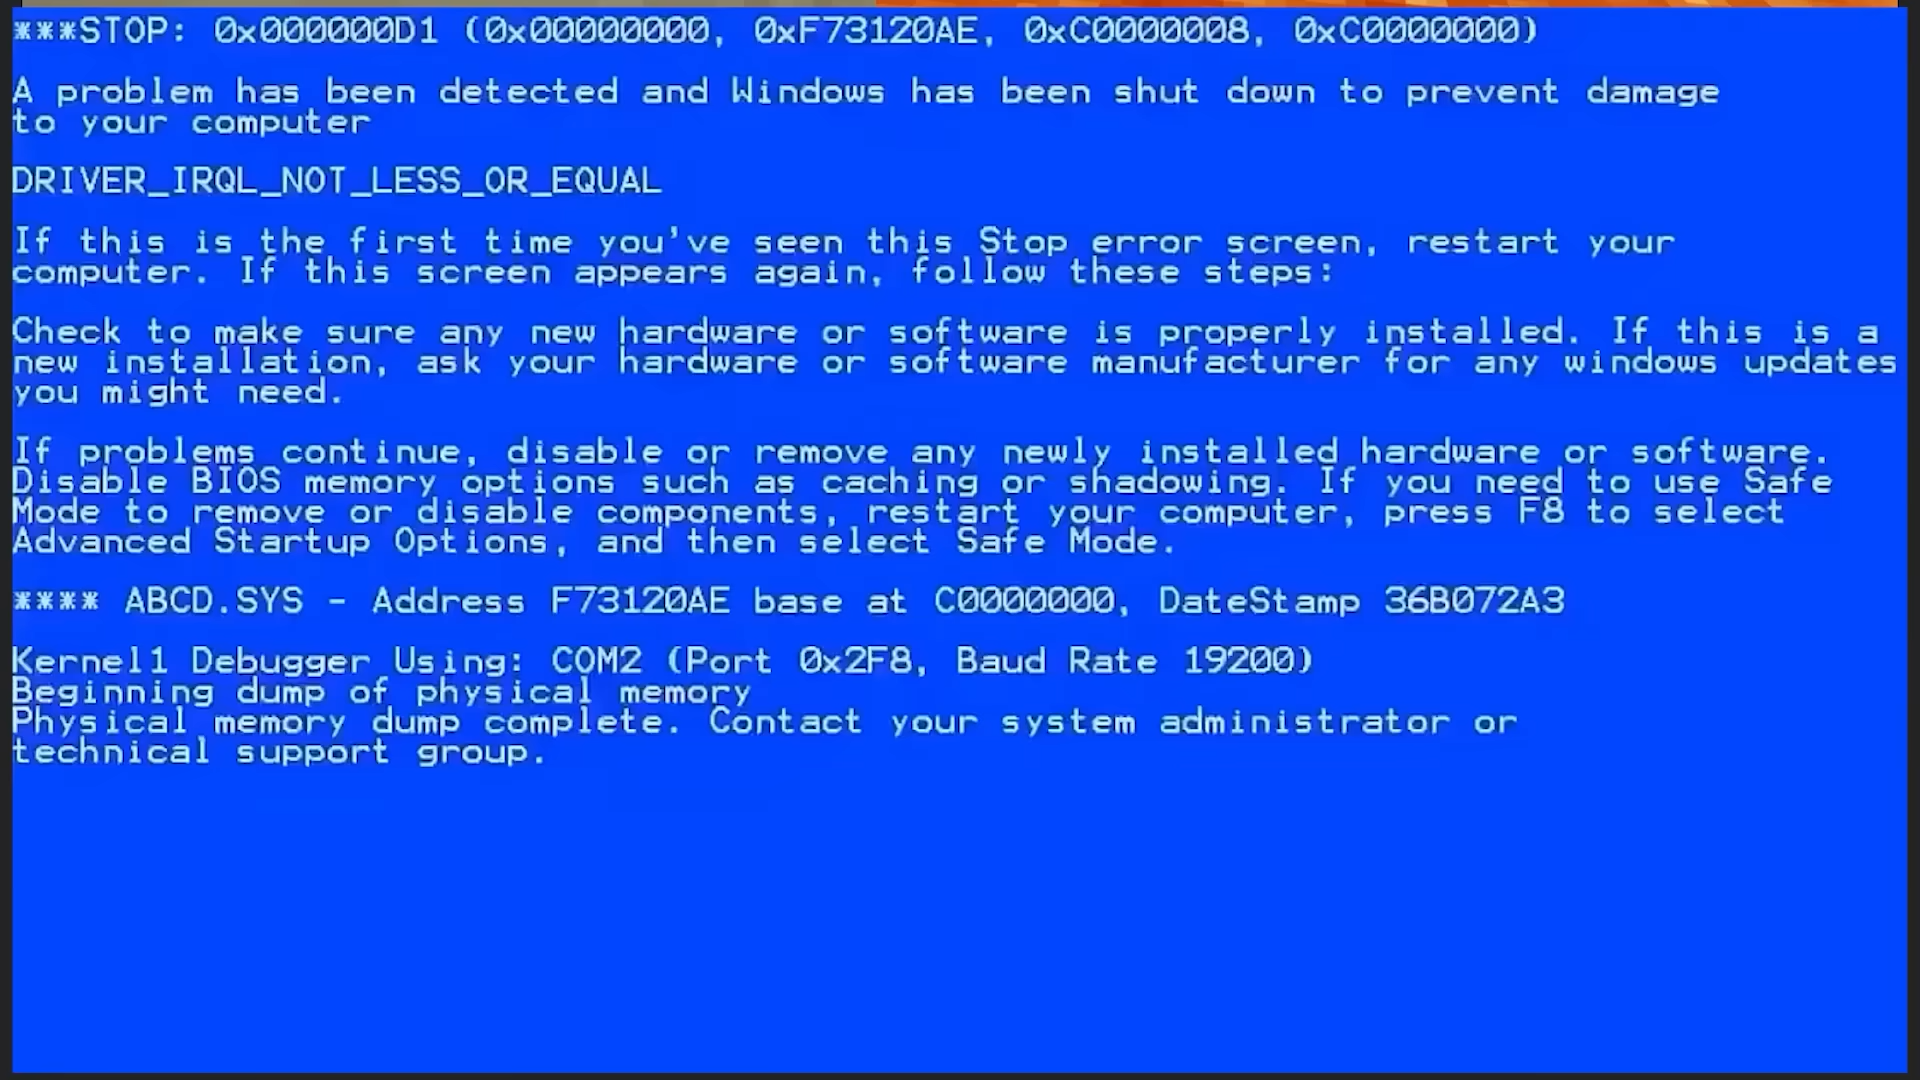 ***STOP: 0x000000D1 (0x00000000, 0xF73120AE, 0xC0000008, 0xC0000000)
A problem has been detected and Windows has been shut down to prevent damage
to your computer
DRIVER_IRQL_NOT_LESS_OR_EQUAL
If this is the first time you've seen this Stop error screen, restart your
computer. If this screen appears again, follow these steps:
Check to make sure any new hardware or software is properly installed. If this is a
new installation, ask your hardware or software manufacturer for any windows updates
you might need.
If problems continue, disable or remove any newly installed hardware or software.
Disable BIOS memory options such as caching or shadowing. If you need to use Safe
Mode to remove or disable components, restart your computer, press F8 to select
Advanced Startup Options, and then select Safe Mode.
**** ABCD.SYS - Address F73120AE base at C0000000, DateStamp 36B072A3
Kernel1 Debugger Using: COM2 (Port 0x2F8, Baud Rate 19200)
Beginning dump of physical memory
Physical memory dump complete. Contact your system administrator or
technical support group.